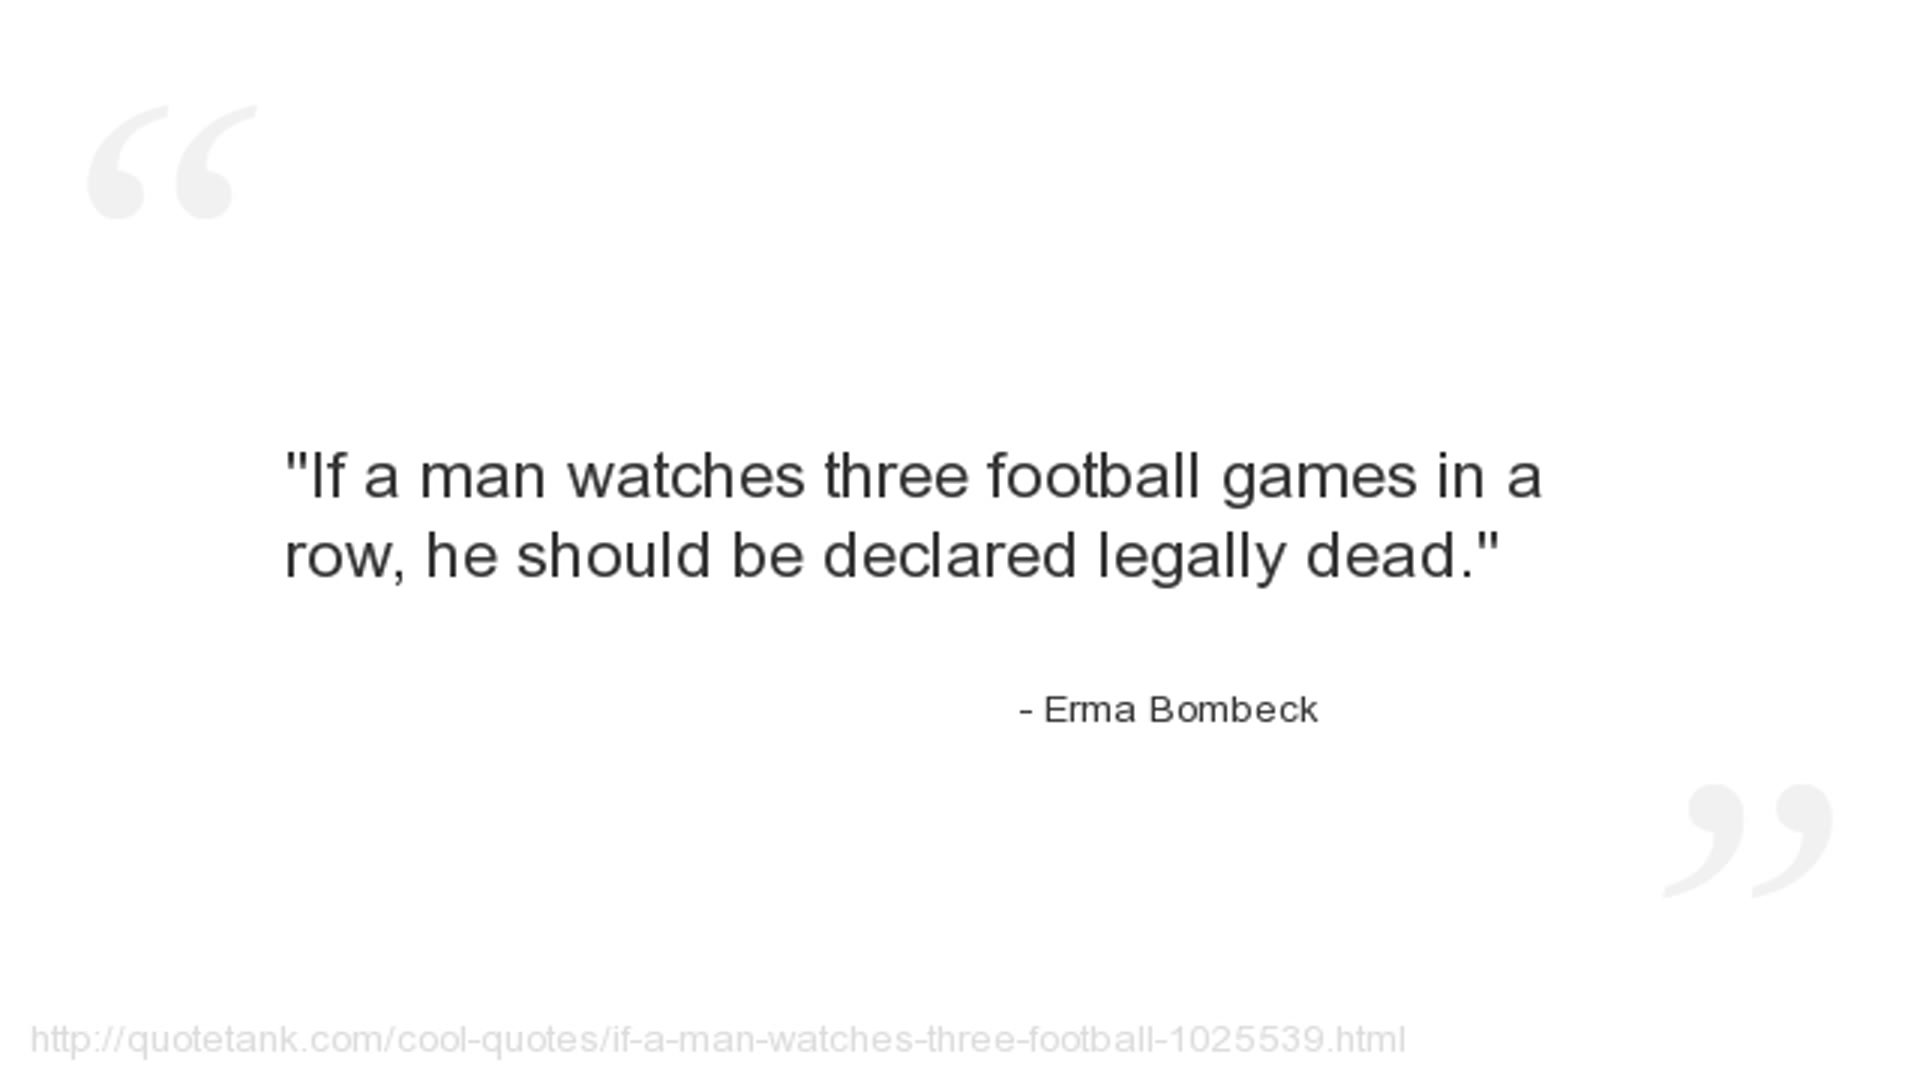 “
"If a man watches three football games in a
row, he should be declared legally dead."
- Erma Bombeck
”
http://quotetank.com/cool-quotes/if-a-man-watches-three-football-1025539.html